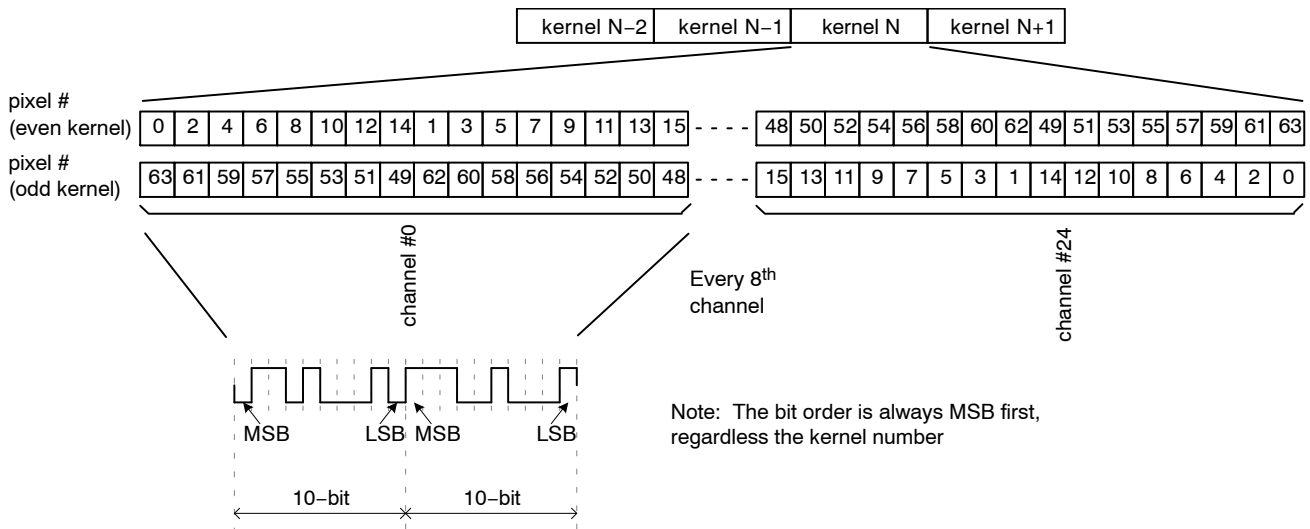 kernel N−2 kernel N−1 kernel N kernel N+1
pixel #
(even kernel) 0 2 4 6 8 10 12 14 1 3 5 7 9 11 13 15 - - - - 48 50 52 54 56 58 60 62 49 51 53 55 57 59 61 63
pixel #
(odd kernel) 63 61 59 57 55 53 51 49 62 60 58 56 54 52 50 48 - - - - 15 13 11 9 7 5 3 1 14 12 10 8 6 4 2 0
channel #0
Every 8th
channel
channel #24
MSB LSB MSB LSB
Note: The bit order is always MSB first,
regardless the kernel number
10−bit 10−bit